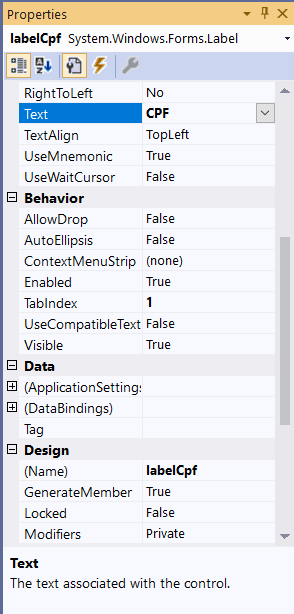 Properties
labelCpf System.Windows.Forms.Label
RightToLeft No
Text CPF
TextAlign TopLeft
UseMnemonic True
UseWaitCursor False
Behavior
AllowDrop False
AutoEllipsis False
ContextMenuStrip (none)
Enabled True
TabIndex 1
UseCompatibleText False
Visible True
Data
(ApplicationSettings
(DataBindings)
Tag
Design
(Name) labelCpf
GenerateMember True
Locked False
Modifiers Private
Text
The text associated with the control.